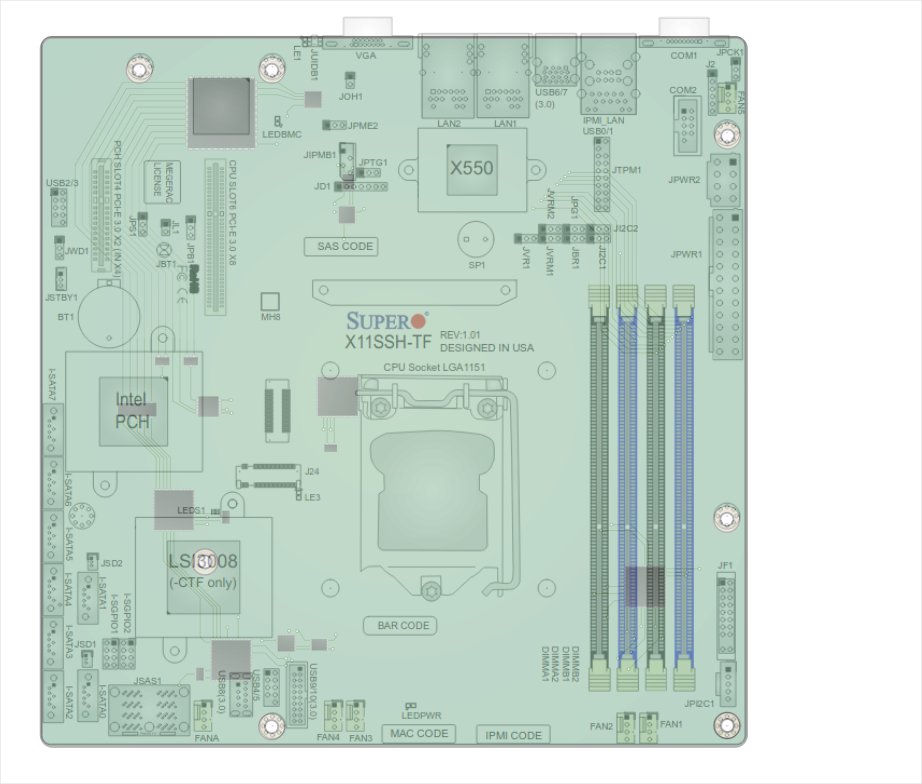 VGA
COM1
LE1
JUIDB1
JPCK1
J2
JOH1
USB6/7
(3.0)
COM2
FAN5
LEDBMC
JPME2
LAN2
LAN1
IPMI_LAN
USB0/1
JIPMB1
JPTG1
X550
JTPM1
JPWR2
USB2/3
PCH SLOT4 PCI-E 3.0 X2 (IN X4)
MEGERAC
LICENSE
CPU SLOT6 PCI-E 3.0 X8
JD1
JVRM2
JPG1
JPS1
JL1
JPB1
SAS CODE
JI2C2
JWD1
JBT1
SP1
JVR1
JVRM1
JBR1
JI2C1
JPWR1
JSTBY1
RoHS
CE
BT1
MH8
SUPER
X11SSH-TF
REV:1.01
DESIGNED IN USA
CPU Socket LGA1151
I-SATA7
Intel
PCH
I-SATA6
J24
LE3
LEDS1
I-SATA5
JSD2
LSI3008
(-CTF only)
JF1
I-SATA4
I-SATA1
I-SGPIO1
I-SGPIO2
BAR CODE
I-SATA3
JSD1
DIMMA1
DIMMA2
DIMMB1
DIMMB2
I-SATA2
I-SATA0
JSAS1
USB8(3.0)
USB4/5
USB9/10(3.0)
JPI2C1
LEDPWR
FANA
FAN4
FAN3
MAC CODE
IPMI CODE
FAN2
FAN1